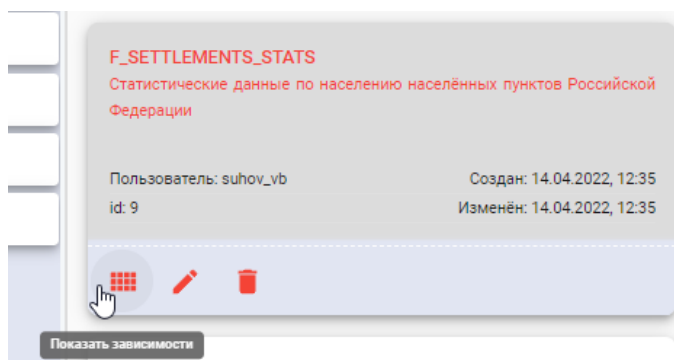 F_SETTLEMENTS_STATS
Статистические данные по населению населённых пунктов Российской
Федерации
Пользователь: suhov_vb Создан: 14.04.2022, 12:35
id: 9 Изменён: 14.04.2022, 12:35
Показать зависимости